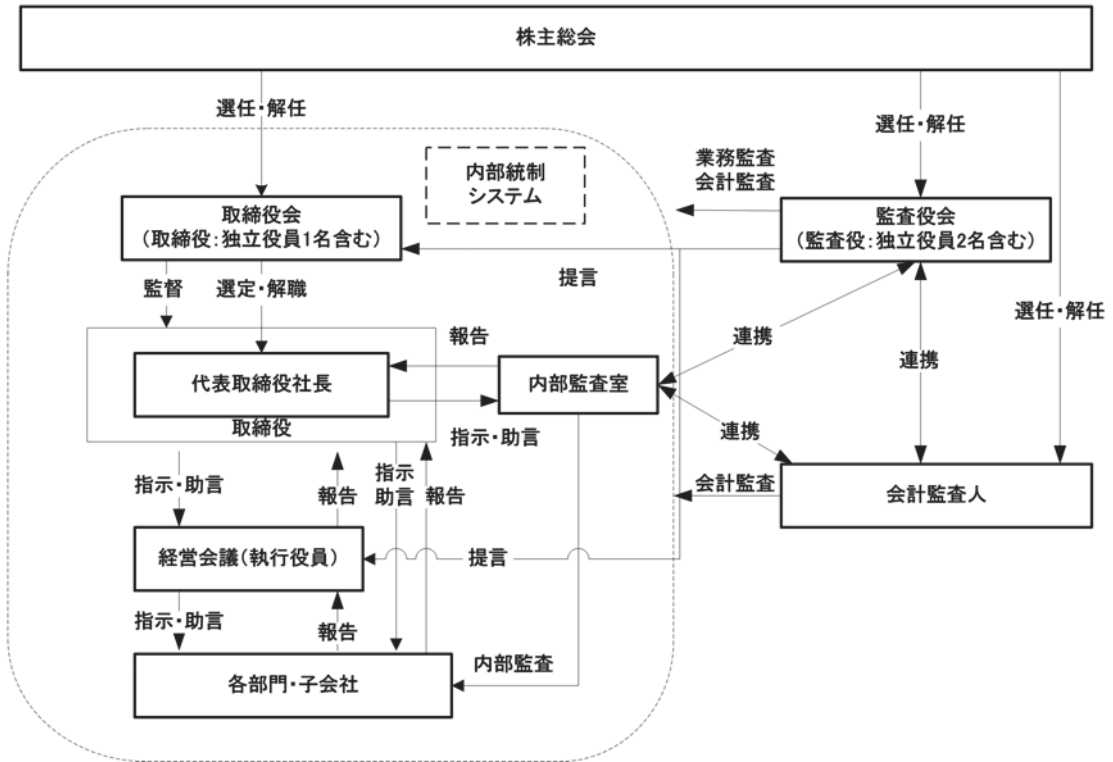 株主総会
選任・解任
選任・解任
内部統制
システム
業務監査
会計監査
取締役会
（取締役：独立役員1名含む）
監査役会
（監査役：独立役員2名含む）
監督
選定・解職
提言
選任・解任
報告
連携
連携
代表取締役社長
内部監査室
取締役
指示・助言
連携
指示・助言
報告
指示
助言
報告
会計監査
会計監査人
経営会議（執行役員）
提言
指示・助言
報告
内部監査
各部門・子会社